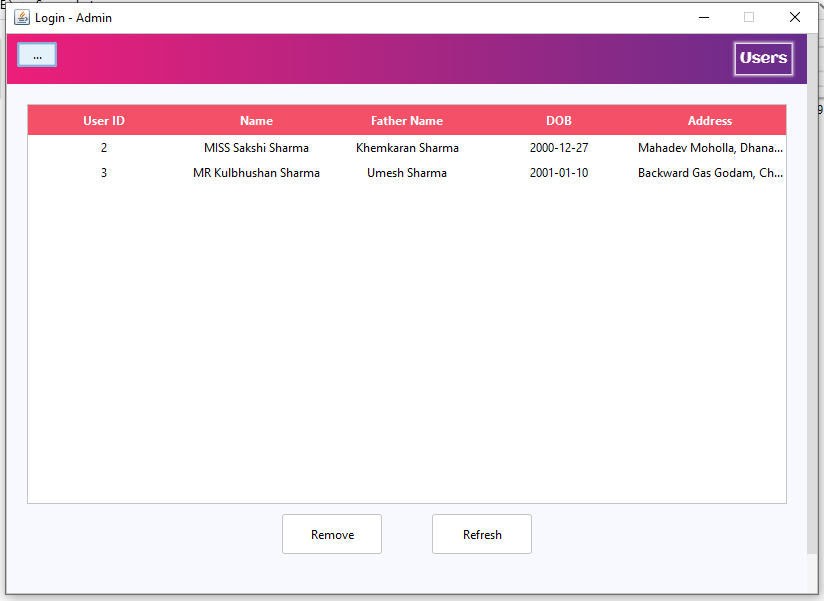 Login - Admin
...
Users
User ID Name Father Name DOB Address
2 MISS Sakshi Sharma Khemkaran Sharma 2000-12-27 Mahadev Moholla, Dhana...
3 MR Kulbhushan Sharma Umesh Sharma 2001-01-10 Backward Gas Godam, Ch...
Remove Refresh